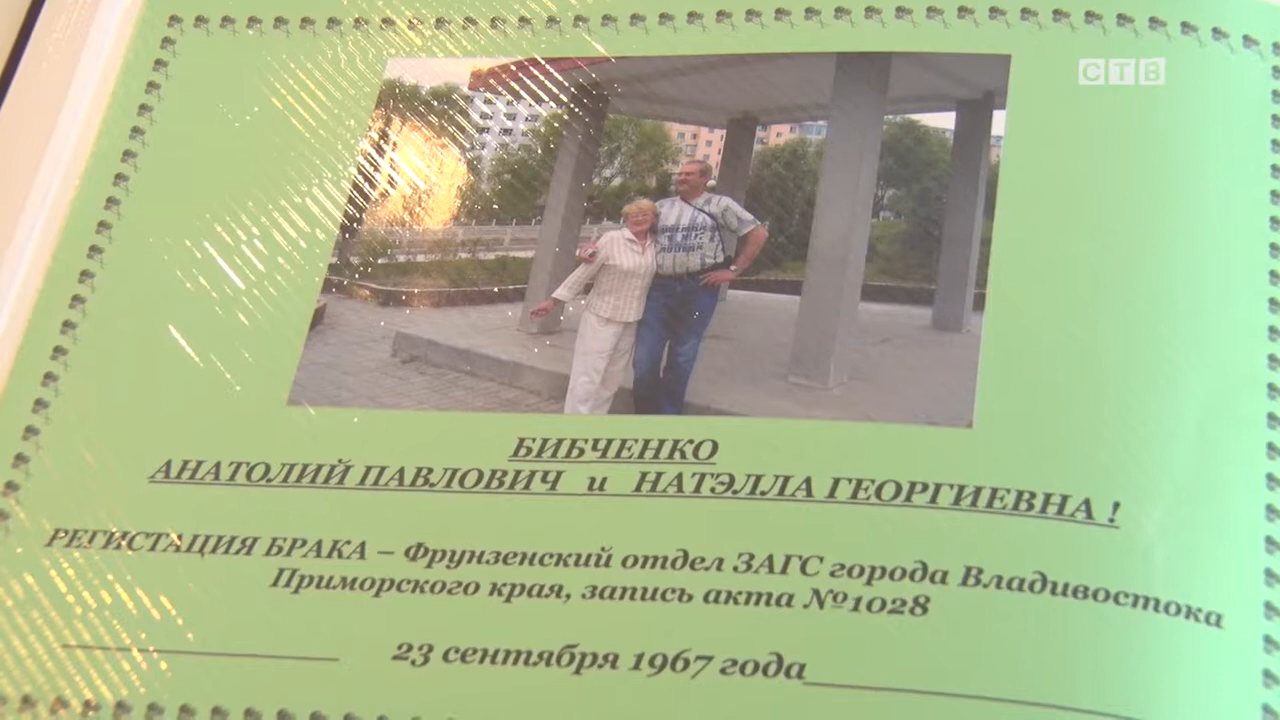 СТВ
БИБЧЕНКО
АНАТОЛИЙ ПАВЛОВИЧ и НАТЭЛЛА ГЕОРГИЕВНА !
РЕГИСТАЦИЯ БРАКА – Фрунзенский отдел ЗАГС города Владивостока
Приморского края, запись акта №1028
23 сентября 1967 года